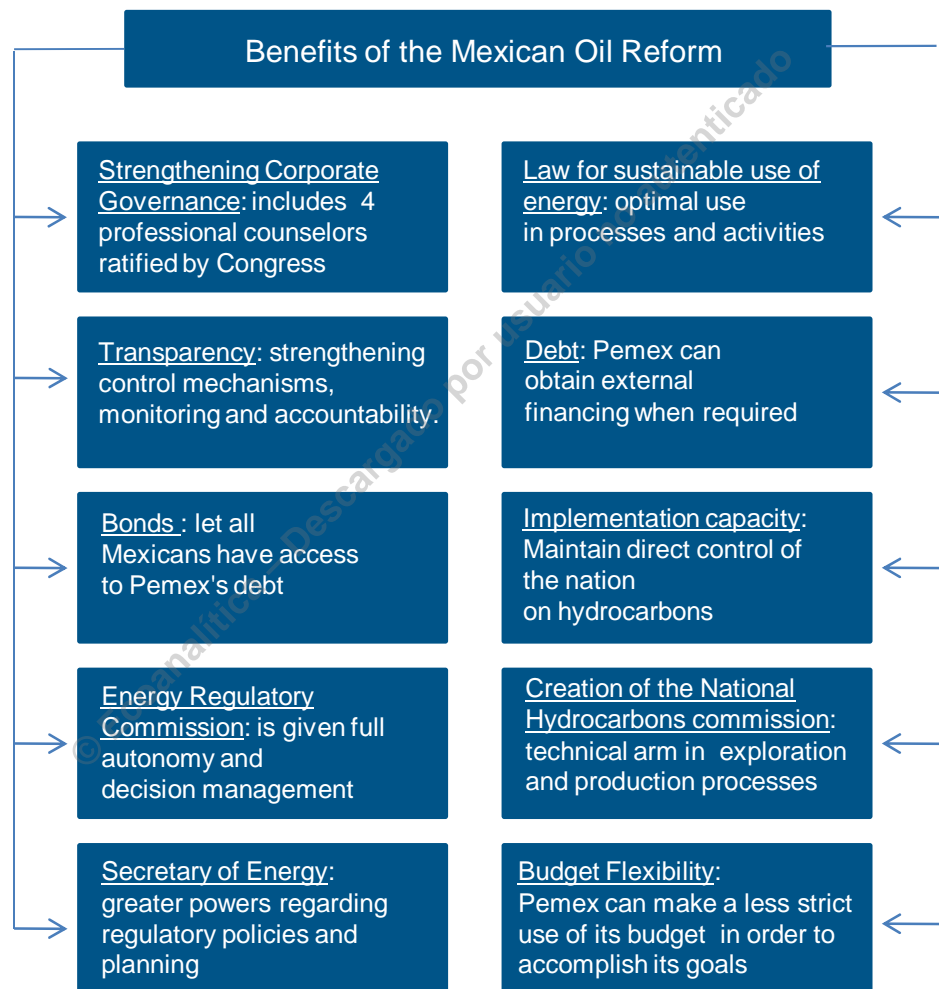 Benefits of the Mexican Oil Reform
Strengthening Corporate
Governance: includes 4
professional counselors
ratified by Congress
Transparency: strengthening
control mechanisms,
monitoring and accountability.
Bonds : let all
Mexicans have access
to Pemex's debt
Energy Regulatory
Commission: is given full
autonomy and
decision management
Secretary of Energy:
greater powers regarding
regulatory policies and
planning
Law for sustainable use of
energy: optimal use
in processes and activities
Debt: Pemex can
obtain external
financing when required
Implementation capacity:
Maintain direct control of
the nation
on hydrocarbons
Creation of the National
Hydrocarbons commission:
technical arm in exploration
and production processes
Budget Flexibility:
Pemex can make a less strict
use of its budget in order to
accomplish its goals
© – Descargado por usuario no autenticado